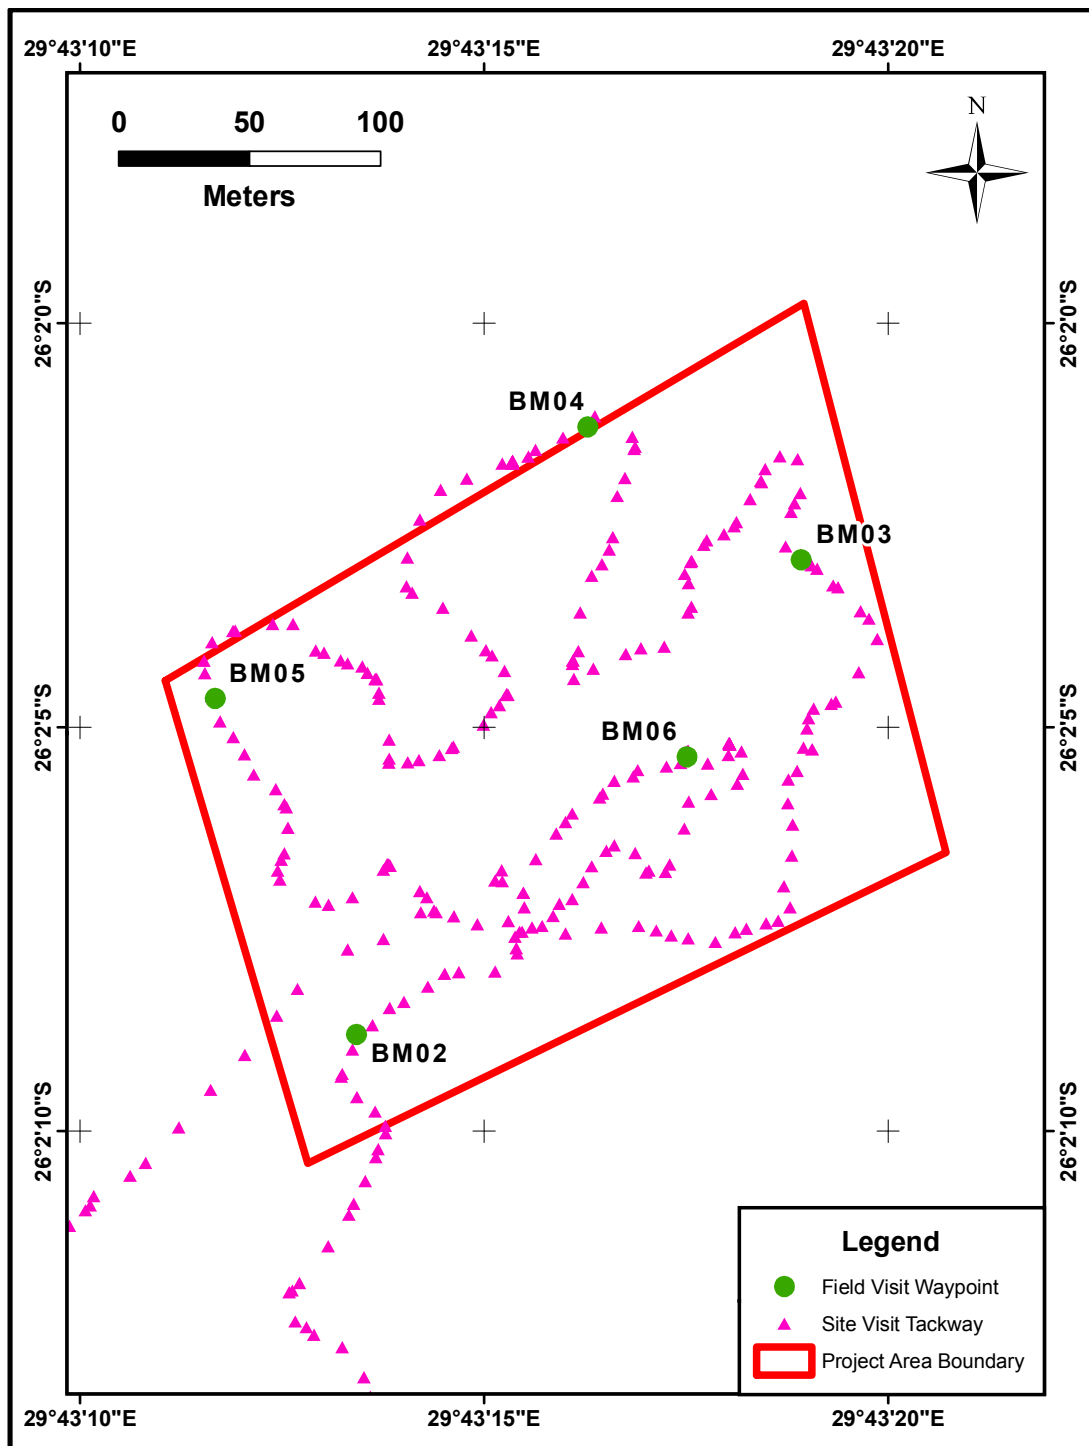 29°43'10"E 29°43'15"E 29°43'20"E
0 50 100
Meters
N
26°2'0"S 26°2'0"S
BM04
BM03
BM05
BM06
26°2'5"S 26°2'5"S
BM02
26°2'10"S 26°2'10"S
Legend
Field Visit Waypoint
Site Visit Tackway
Project Area Boundary
29°43'10"E 29°43'15"E 29°43'20"E